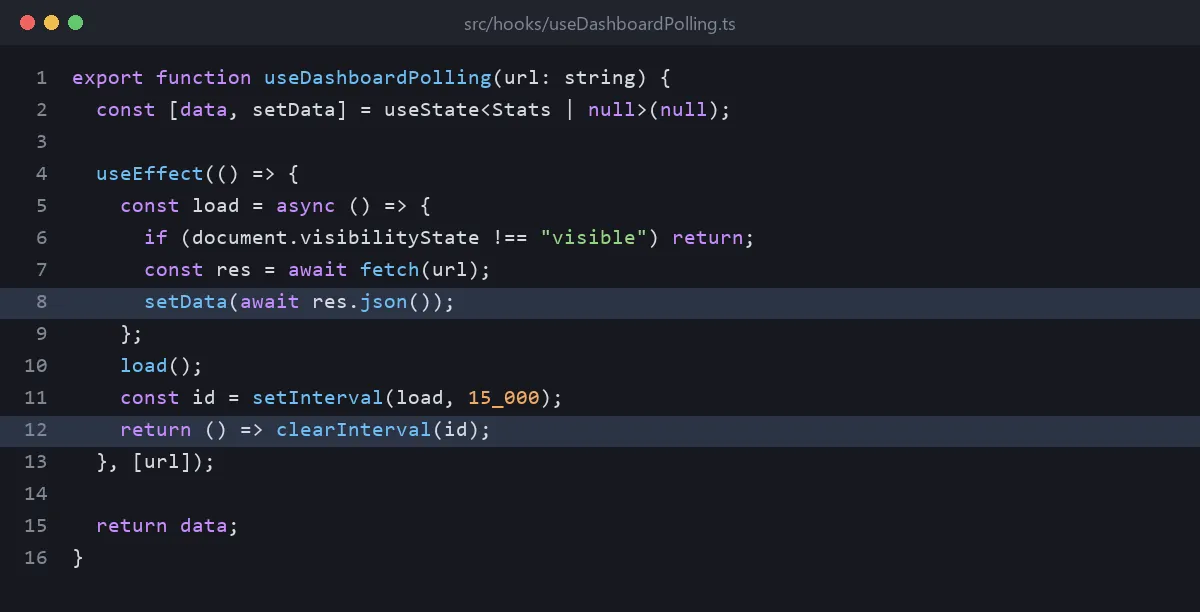 src/hooks/useDashboardPolling.ts
1 export function useDashboardPolling(url: string) {
2   const [data, setData] = useState<Stats | null>(null);
3
4   useEffect(() => {
5     const load = async () => {
6       if (document.visibilityState !== "visible") return;
7       const res = await fetch(url);
8       setData(await res.json());
9     };
10     load();
11     const id = setInterval(load, 15_000);
12     return () => clearInterval(id);
13   }, [url]);
14
15   return data;
16 }